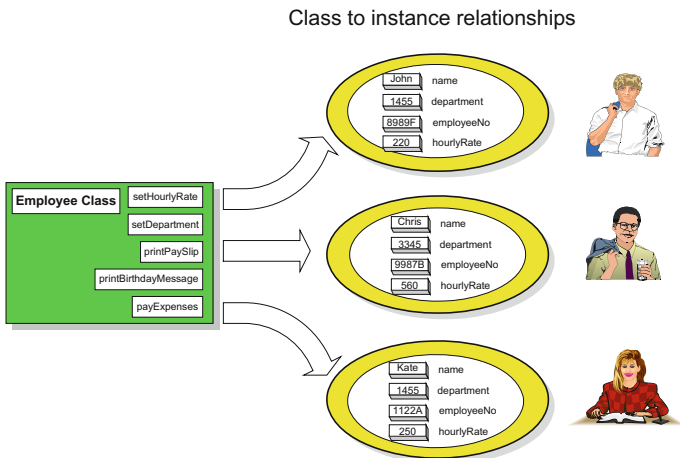 Class to instance relationships
John name
1455 department
8989F employeeNo
220 hourlyRate
Employee Class
setHourlyRate
setDepartment
printPaySlip
printBirthdayMessage
payExpenses
Chris name
3345 department
9987B employeeNo
560 hourlyRate
Kate name
1455 department
1122A employeeNo
250 hourlyRate